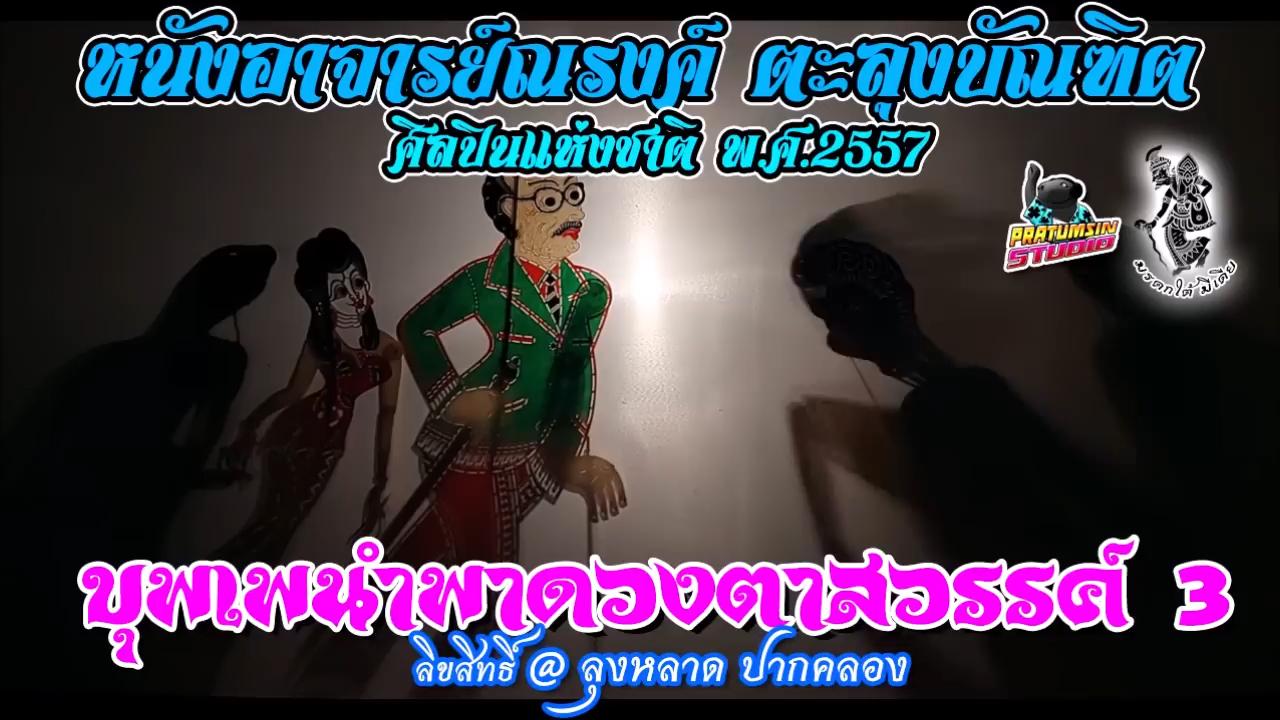 หนังอาจารย์ณรงค์ ตะลุงบัณฑิต
ศิลปินแห่งชาติ พ.ศ.2557
PRATUMSIN
STUDIO
มรดกใต้ มีเดีย
บุพเพนำพาดวงตาสวรรค์ 3
ลิขสิทธิ์ @ ลุงหลาด ปากคลอง